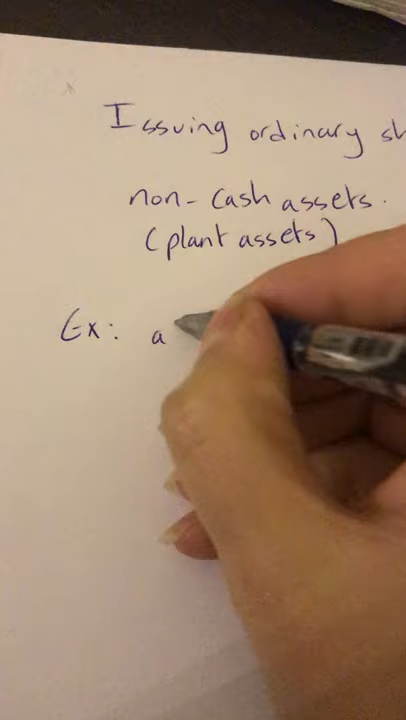 Issuing ordinary
non-cash assets.
(plant assets)
Ex: a